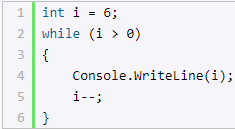 1 int i = 6;
2 while (i > 0)
3 {
4     Console.WriteLine(i);
5     i--;
6 }